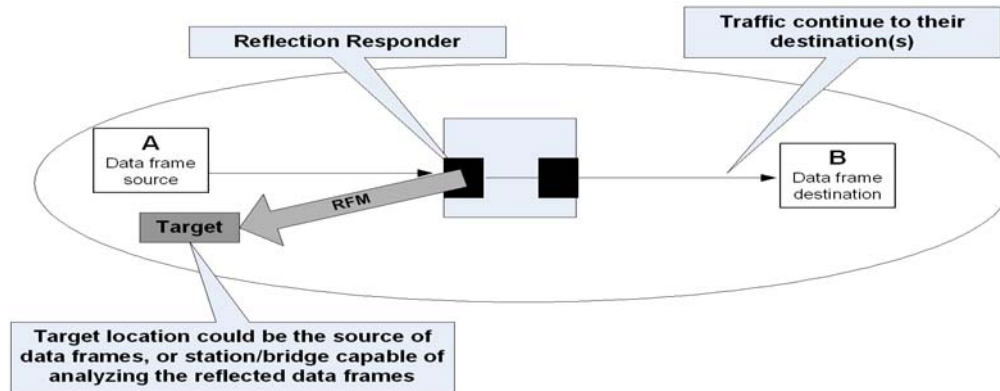 Reflection Responder
Traffic continue to their
destination(s)
A
Data frame
source
B
Data frame
destination
RFM
Target
Target location could be the source of
data frames, or station/bridge capable of
analyzing the reflected data frames